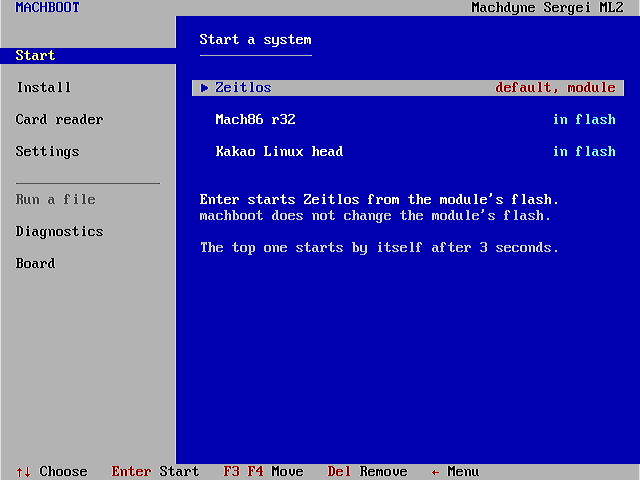 MACHBOOT Machdyne Sergei ML2
Start
Install
Card reader
Settings
Run a file
Diagnostics
Board
Start a system
► Zeitlos default, module
Mach86 r32 in flash
Kakao Linux head in flash
Enter starts Zeitlos from the module's flash.
machboot does not change the module's flash.
The top one starts by itself after 3 seconds.
↑↓ Choose Enter Start F3 F4 Move Del Remove ← Menu